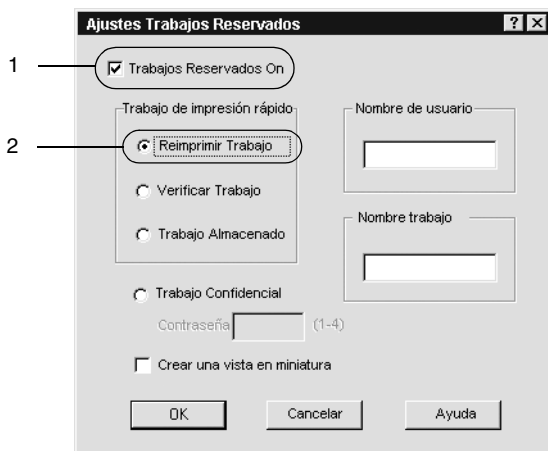 Ajustes Trabajos Reservados
? ×
1
Trabajos Reservados On
Trabajo de impresión rápido
2
Reimprimir Trabajo
Verificar Trabajo
Trabajo Almacenado
Nombre de usuario
Nombre trabajo
Trabajo Confidencial
Contraseña
(1-4)
Crear una vista en miniatura
OK
Cancelar
Ayuda